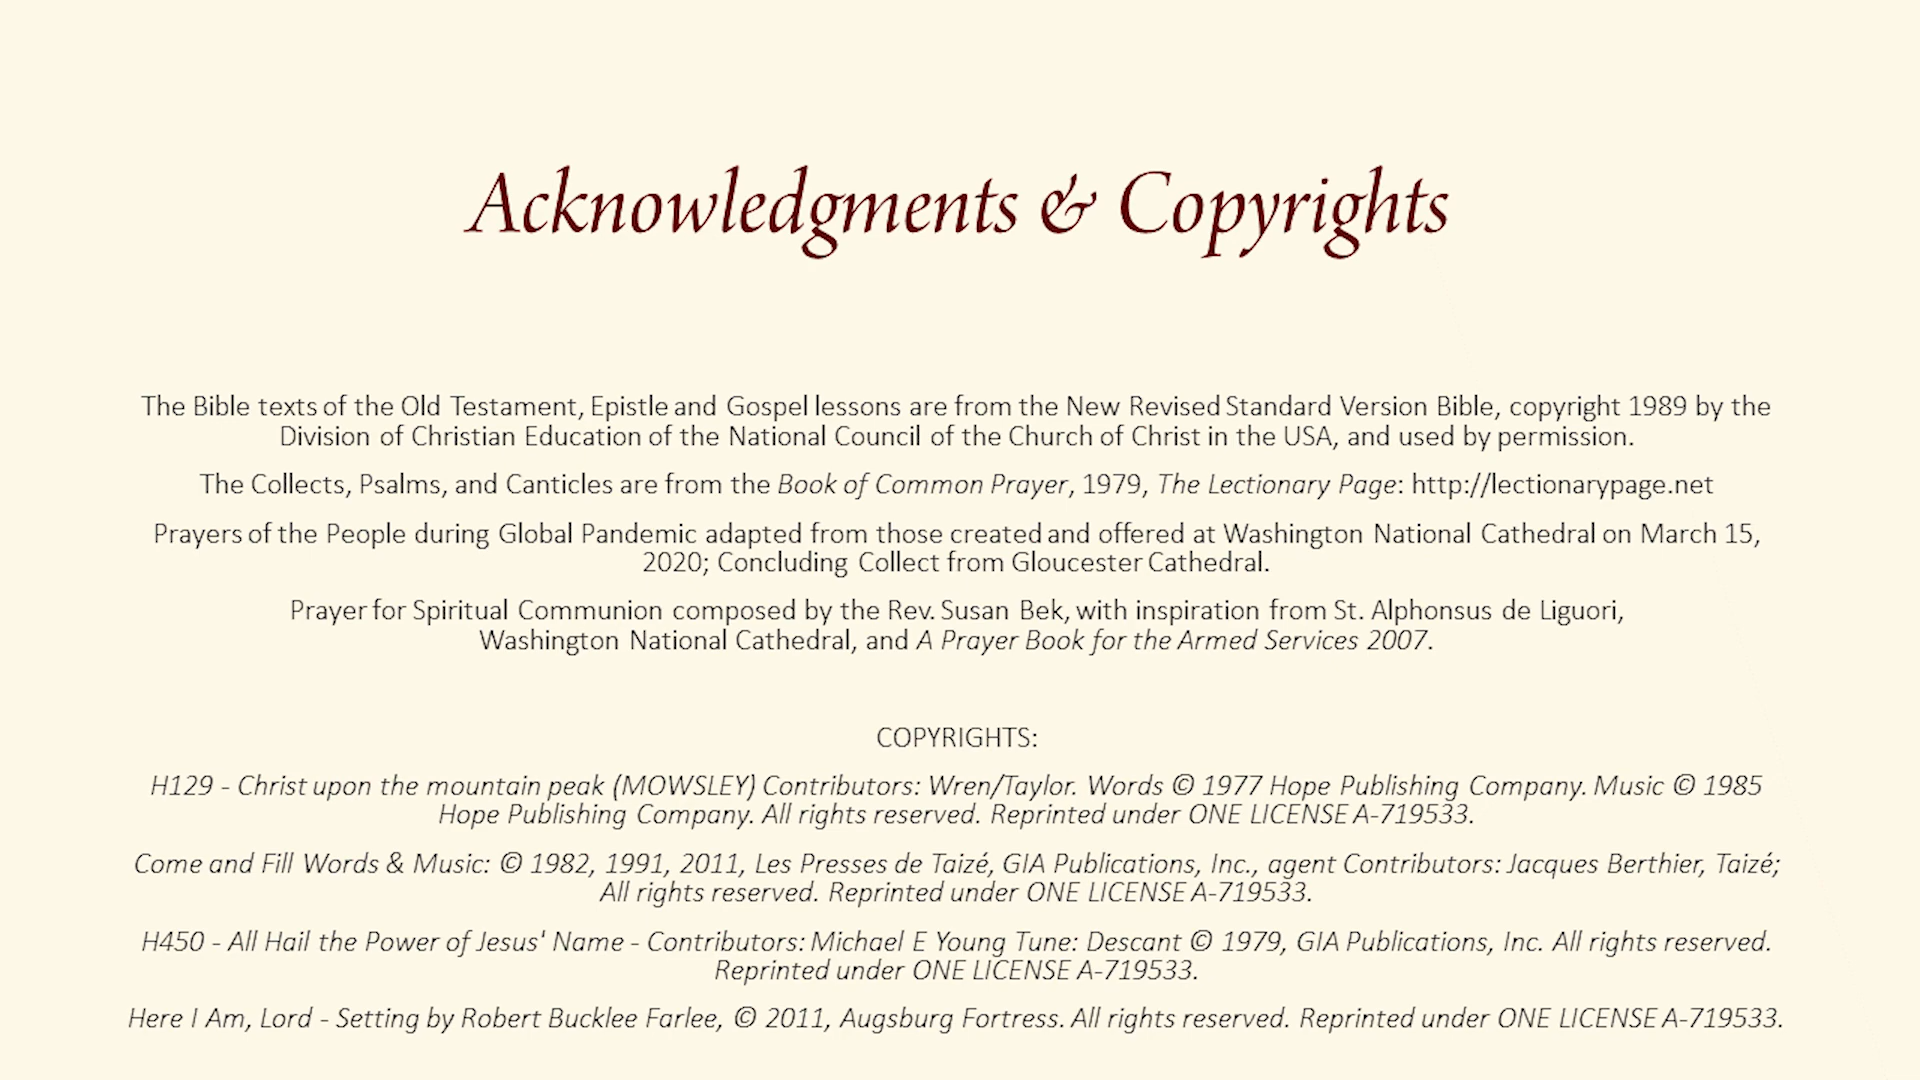 Acknowledgments & Copyrights
The Bible texts of the Old Testament, Epistle and Gospel lessons are from the New Revised Standard Version Bible, copyright 1989 by the
Division of Christian Education of the National Council of the Church of Christ in the USA, and used by permission.
The Collects, Psalms, and Canticles are from the Book of Common Prayer, 1979, The Lectionary Page: http://lectionarypage.net
Prayers of the People during Global Pandemic adapted from those created and offered at Washington National Cathedral on March 15,
2020; Concluding Collect from Gloucester Cathedral.
Prayer for Spiritual Communion composed by the Rev. Susan Bek, with inspiration from St. Alphonsus de Liguori,
Washington National Cathedral, and A Prayer Book for the Armed Services 2007.
COPYRIGHTS:
H129 - Christ upon the mountain peak (MOWSLEY) Contributors: Wren/Taylor. Words © 1977 Hope Publishing Company. Music © 1985
Hope Publishing Company. All rights reserved. Reprinted under ONE LICENSE A-719533.
Come and Fill Words & Music: © 1982, 1991, 2011, Les Presses de Taizé, GIA Publications, Inc., agent Contributors: Jacques Berthier, Taizé;
All rights reserved. Reprinted under ONE LICENSE A-719533.
H450 - All Hail the Power of Jesus' Name - Contributors: Michael E Young Tune: Descant © 1979, GIA Publications, Inc. All rights reserved.
Reprinted under ONE LICENSE A-719533.
Here I Am, Lord - Setting by Robert Bucklee Farlee, © 2011, Augsburg Fortress. All rights reserved. Reprinted under ONE LICENSE A-719533.